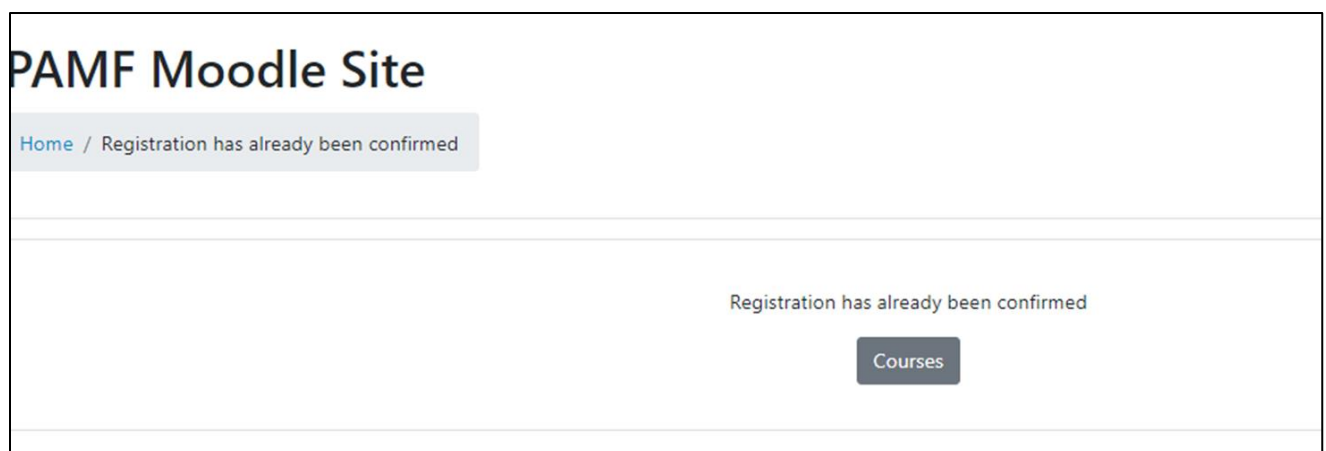 PAMF Moodle Site
Home / Registration has already been confirmed
Registration has already been confirmed
Courses